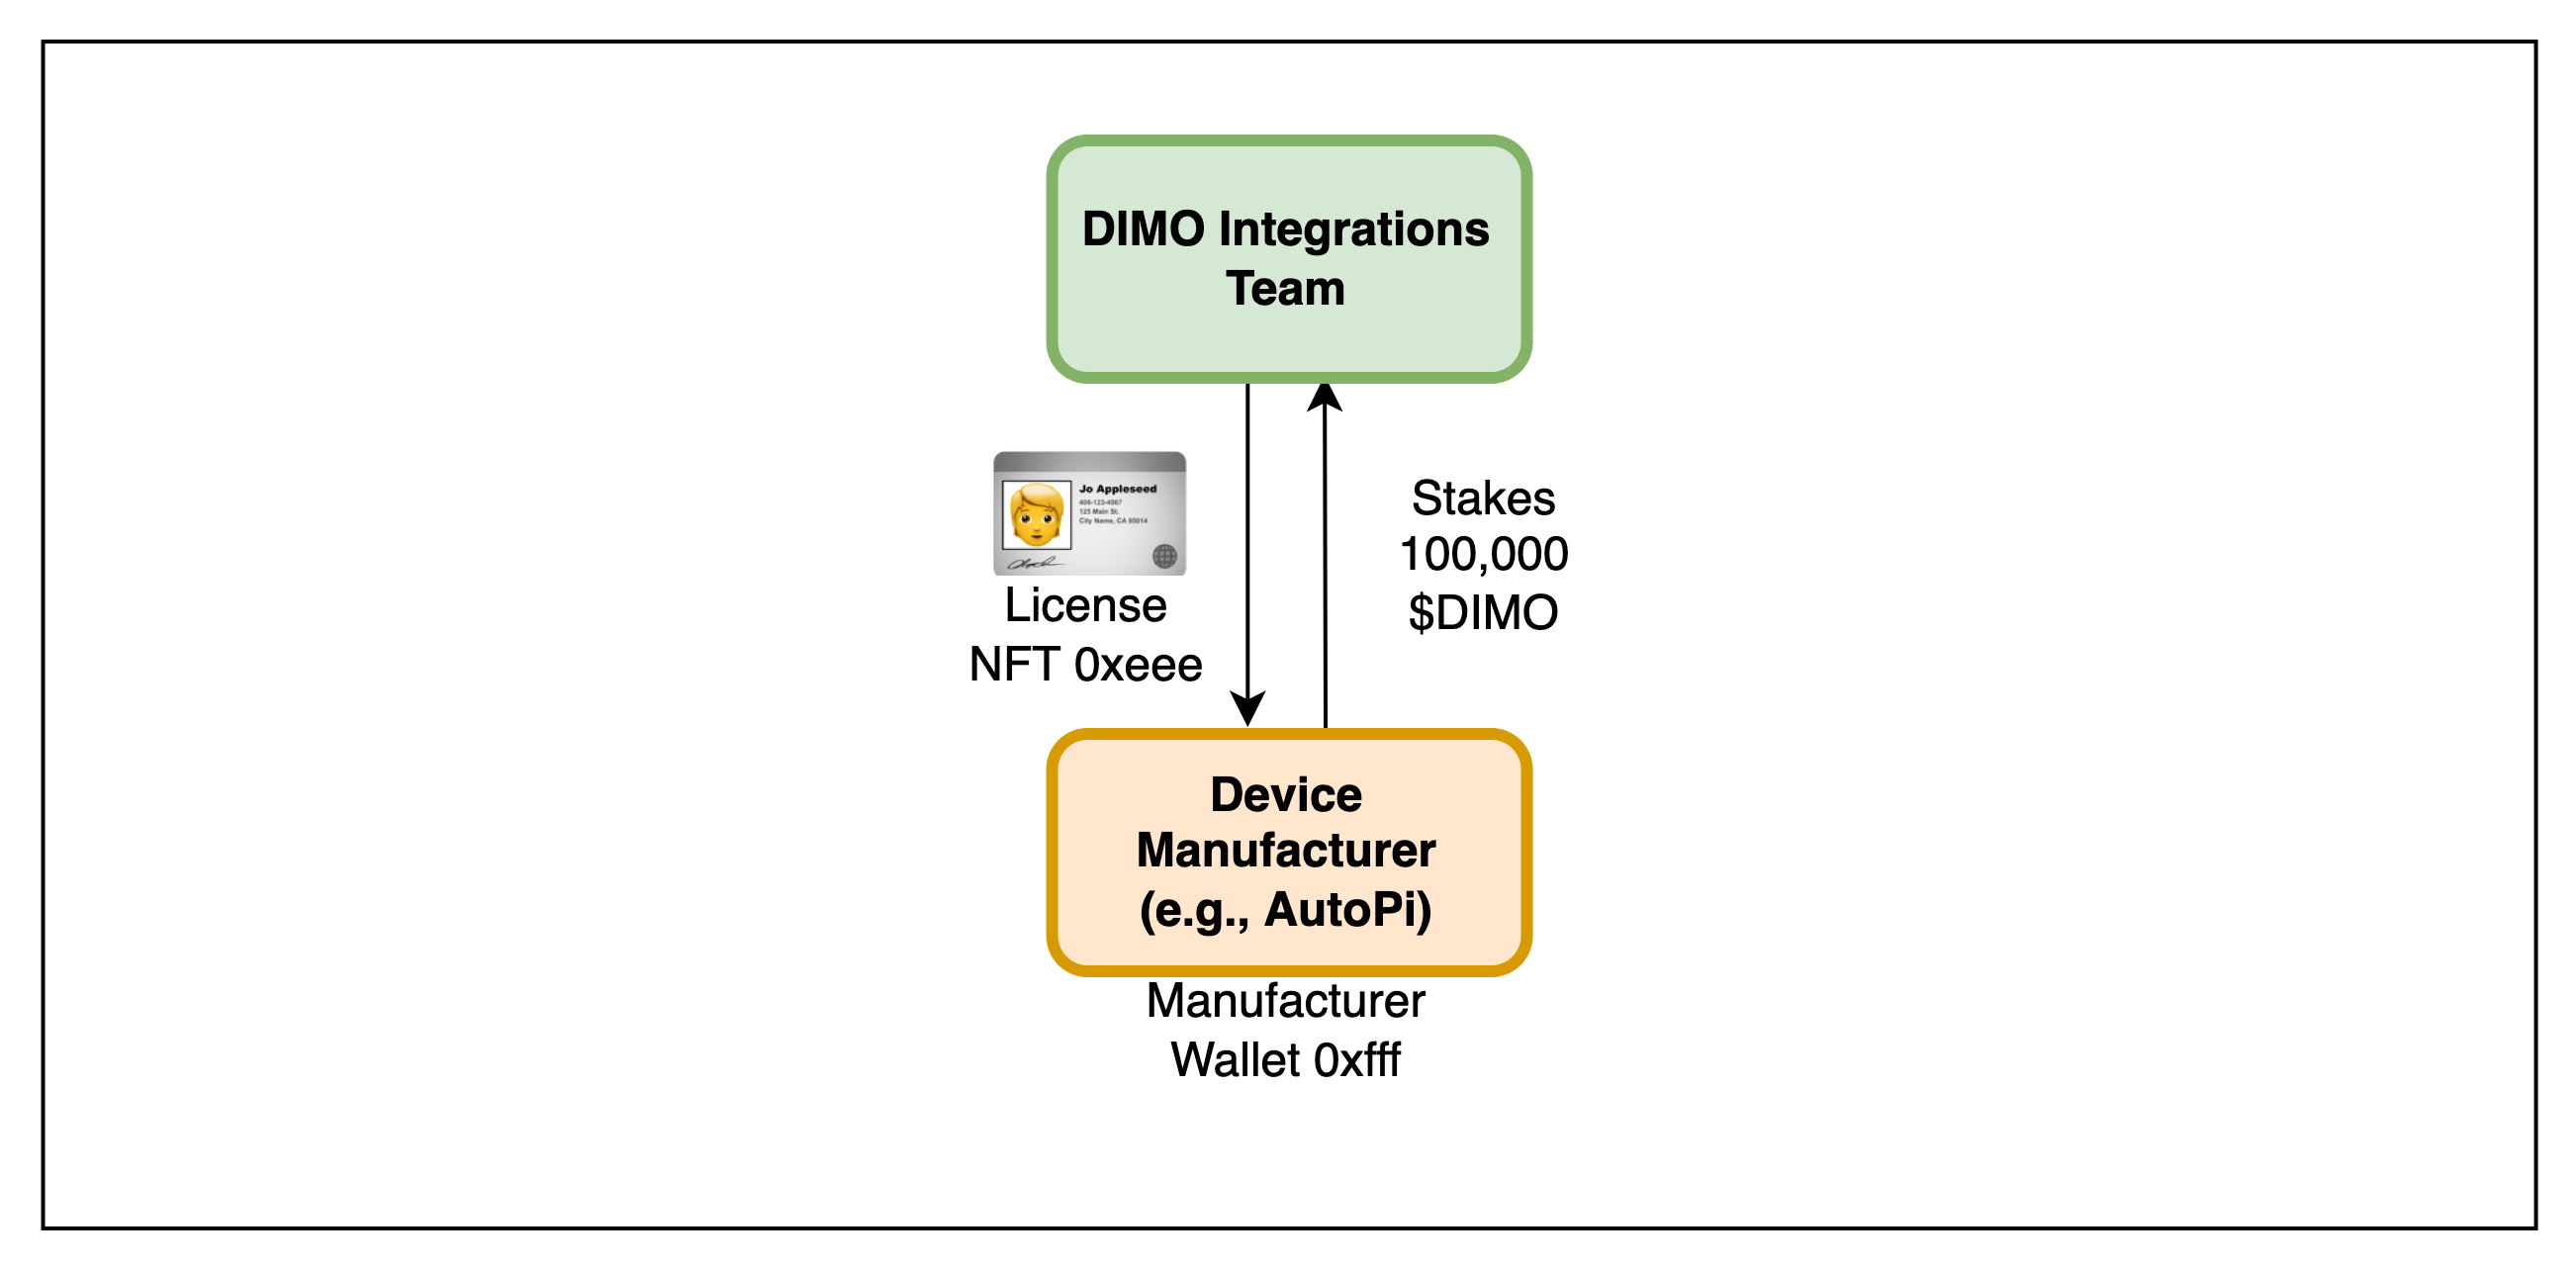 DIMO Integrations
Team
Jo Appleseed
408-123-4567
125 Main St.
City Name, CA 95014
License
NFT 0xeee
Stakes
100,000
$DIMO
Device
Manufacturer
(e.g., AutoPi)
Manufacturer
Wallet 0xfff